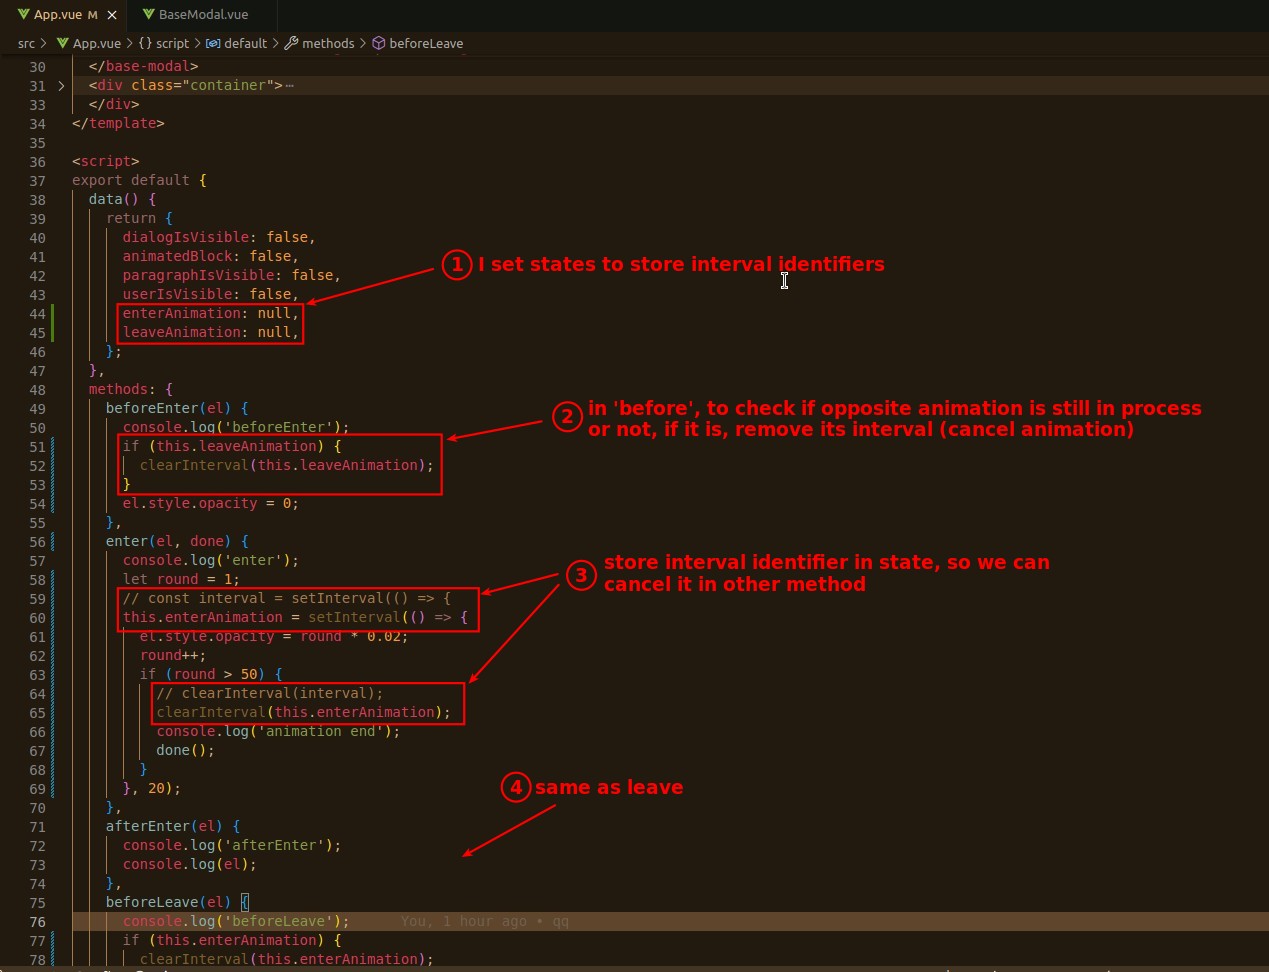 App.vue M
BaseModal.vue
src > App.vue > {} script > default > methods > beforeLeave
30 </base-modal>
31 <div class="container">⋯
33 </div>
34 </template>
35
36 <script>
37 export default {
38 data() {
39 return {
40 dialogIsVisible: false,
41 animatedBlock: false,
42 paragraphIsVisible: false,
43 userIsVisible: false,
44 enterAnimation: null,
45 leaveAnimation: null,
46 };
47 },
48 methods: {
49 beforeEnter(el) {
50 console.log('beforeEnter');
51 if (this.leaveAnimation) {
52 clearInterval(this.leaveAnimation);
53 }
54 el.style.opacity = 0;
55 },
56 enter(el, done) {
57 console.log('enter');
58 let round = 1;
59 // const interval = setInterval(() => {
60 this.enterAnimation = setInterval(() => {
61 el.style.opacity = round * 0.02;
62 round++;
63 if (round > 50) {
64 // clearInterval(interval);
65 clearInterval(this.enterAnimation);
66 console.log('animation end');
67 done();
68 }
69 }, 20);
70 },
71 afterEnter(el) {
72 console.log('afterEnter');
73 console.log(el);
74 },
75 beforeLeave(el) {
76 console.log('beforeLeave'); You, 1 hour ago • qq
77 if (this.enterAnimation) {
78 clearInterval(this.enterAnimation);
1 I set states to store interval identifiers
2 in 'before', to check if opposite animation is still in process
or not, if it is, remove its interval (cancel animation)
3 store interval identifier in state, so we can
cancel it in other method
4 same as leave